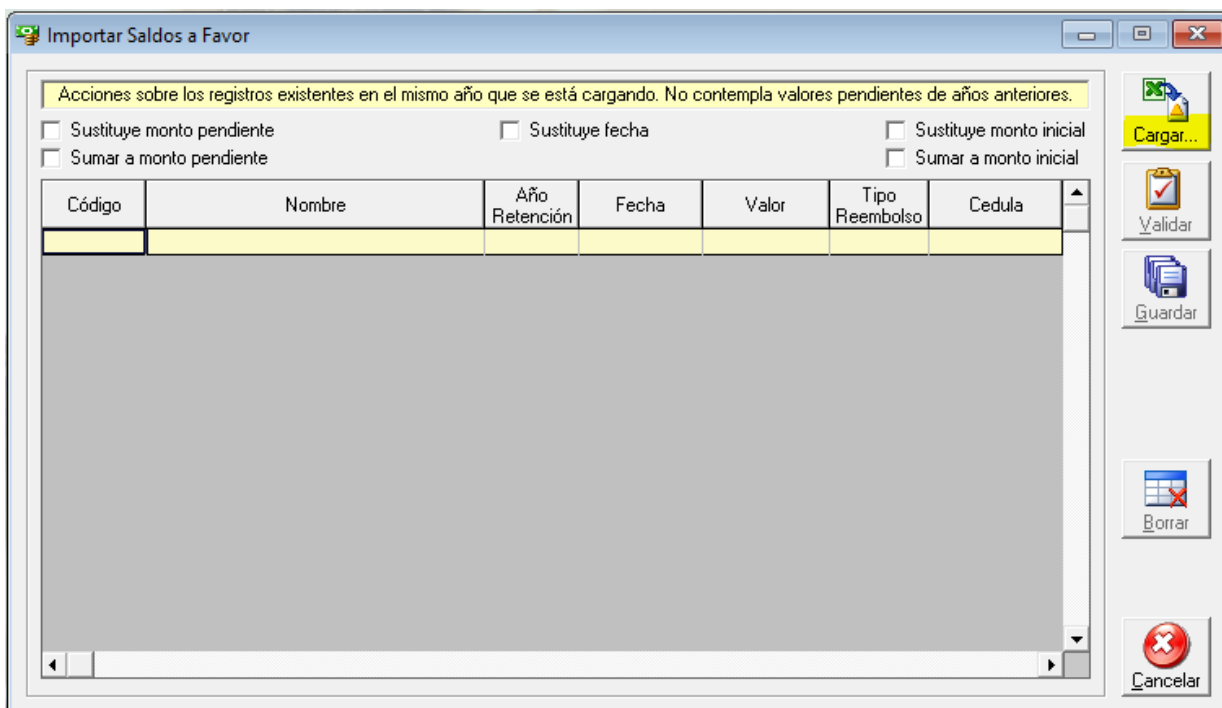 Importar Saldos a Favor
Acciones sobre los registros existentes en el mismo año que se está cargando. No contempla valores pendientes de años anteriores.
Sustituye monto pendiente
Sustituye fecha
Sustituye monto inicial
Sumar a monto pendiente
Sumar a monto inicial
Código
Nombre
Año
Retención
Fecha
Valor
Tipo
Reembolso
Cedula
Cargar...
Validar
Guardar
Borrar
Cancelar